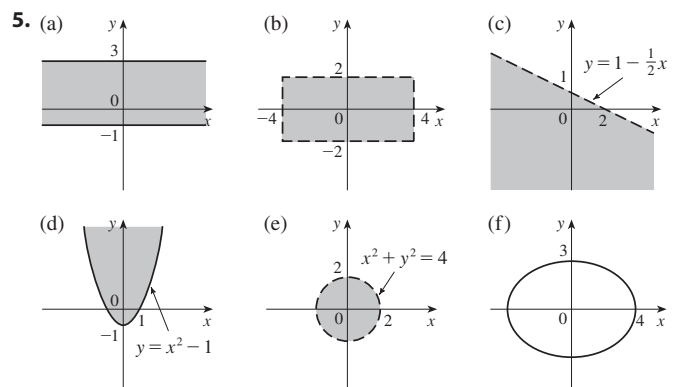 5. (a)
y
3
0
x
−1
(b)
y
2
−4
0
4 x
−2
(c)
y
y = 1 − ½x
1
0
2
x
(d)
y
0
1
x
−1
y = x² − 1
(e)
y
x² + y² = 4
2
0
2
x
(f)
y
3
0
4 x